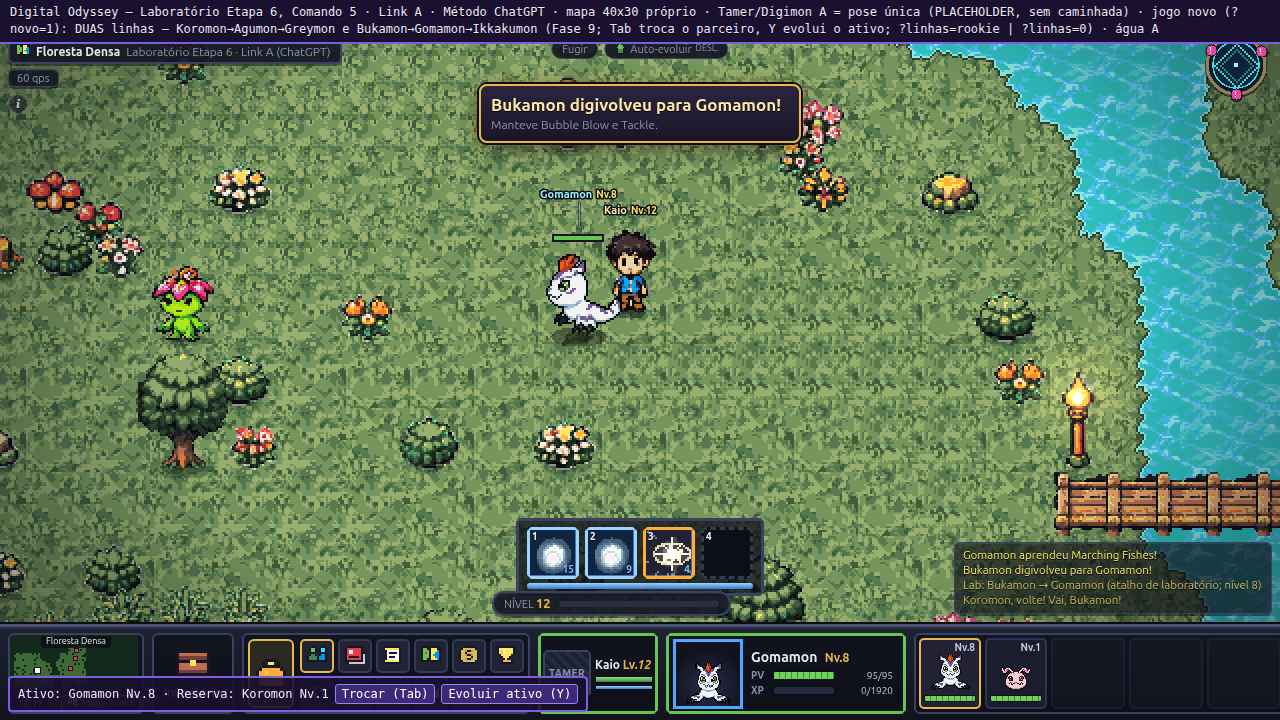 Digital Odyssey — Laboratório Etapa 6, Comando 5 · Link A · Método ChatGPT · mapa 40x30 próprio · Tamer/Digimon A = pose única (PLACEHOLDER, sem caminhada) · jogo novo (?
novo=1): DUAS linhas — Koromon→Agumon→Greymon e Bukamon→Gomamon→Ikkakumon (Fase 9; Tab troca o parceiro, Y evolui o ativo; ?linhas=rookie | ?linhas=0) · água A
Floresta Densa Laboratório Etapa 6 · Link A (ChatGPT)
Fugir
Auto-evoluir DESL.
60 qps
i
Bukamon digivolveu para Gomamon!
Manteve Bubble Blow e Tackle.
Gomamon Nv.8
Kaio Nv.12
1 2 3 4
15 9 4
NÍVEL 12
Gomamon aprendeu Marching Fishes!
Bukamon digivolveu para Gomamon!
Lab: Bukamon → Gomamon (atalho de laboratório; nível 8)
Koromon, volte! Vai, Bukamon!
Floresta Densa
TAMER
Kaio Lv.12
Gomamon Nv.8
PV 95/95
XP 0/1920
Nv.8
Nv.1
Ativo: Gomamon Nv.8 · Reserva: Koromon Nv.1 Trocar (Tab) Evoluir ativo (Y)